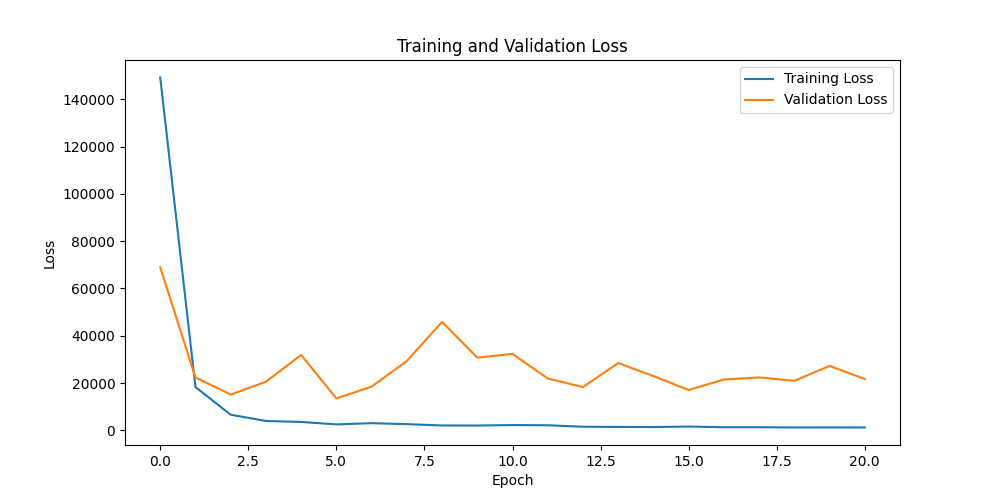 Training and Validation Loss
Training Loss
Validation Loss
140000
120000
100000
80000
60000
40000
20000
0
Loss
0.0 2.5 5.0 7.5 10.0 12.5 15.0 17.5 20.0
Epoch